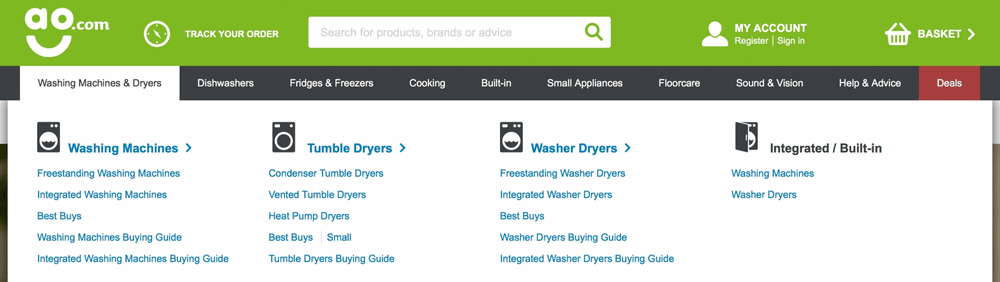 ao.com
TRACK YOUR ORDER
Search for products, brands or advice
MY ACCOUNT
Register | Sign in
BASKET
Washing Machines & Dryers
Dishwashers
Fridges & Freezers
Cooking
Built-in
Small Appliances
Floorcare
Sound & Vision
Help & Advice
Deals
Washing Machines
Freestanding Washing Machines
Integrated Washing Machines
Best Buys
Washing Machines Buying Guide
Integrated Washing Machines Buying Guide
Tumble Dryers
Condenser Tumble Dryers
Vented Tumble Dryers
Heat Pump Dryers
Best Buys | Small
Tumble Dryers Buying Guide
Washer Dryers
Freestanding Washer Dryers
Integrated Washer Dryers
Best Buys
Washer Dryers Buying Guide
Integrated Washer Dryers Buying Guide
Integrated / Built-in
Washing Machines
Washer Dryers